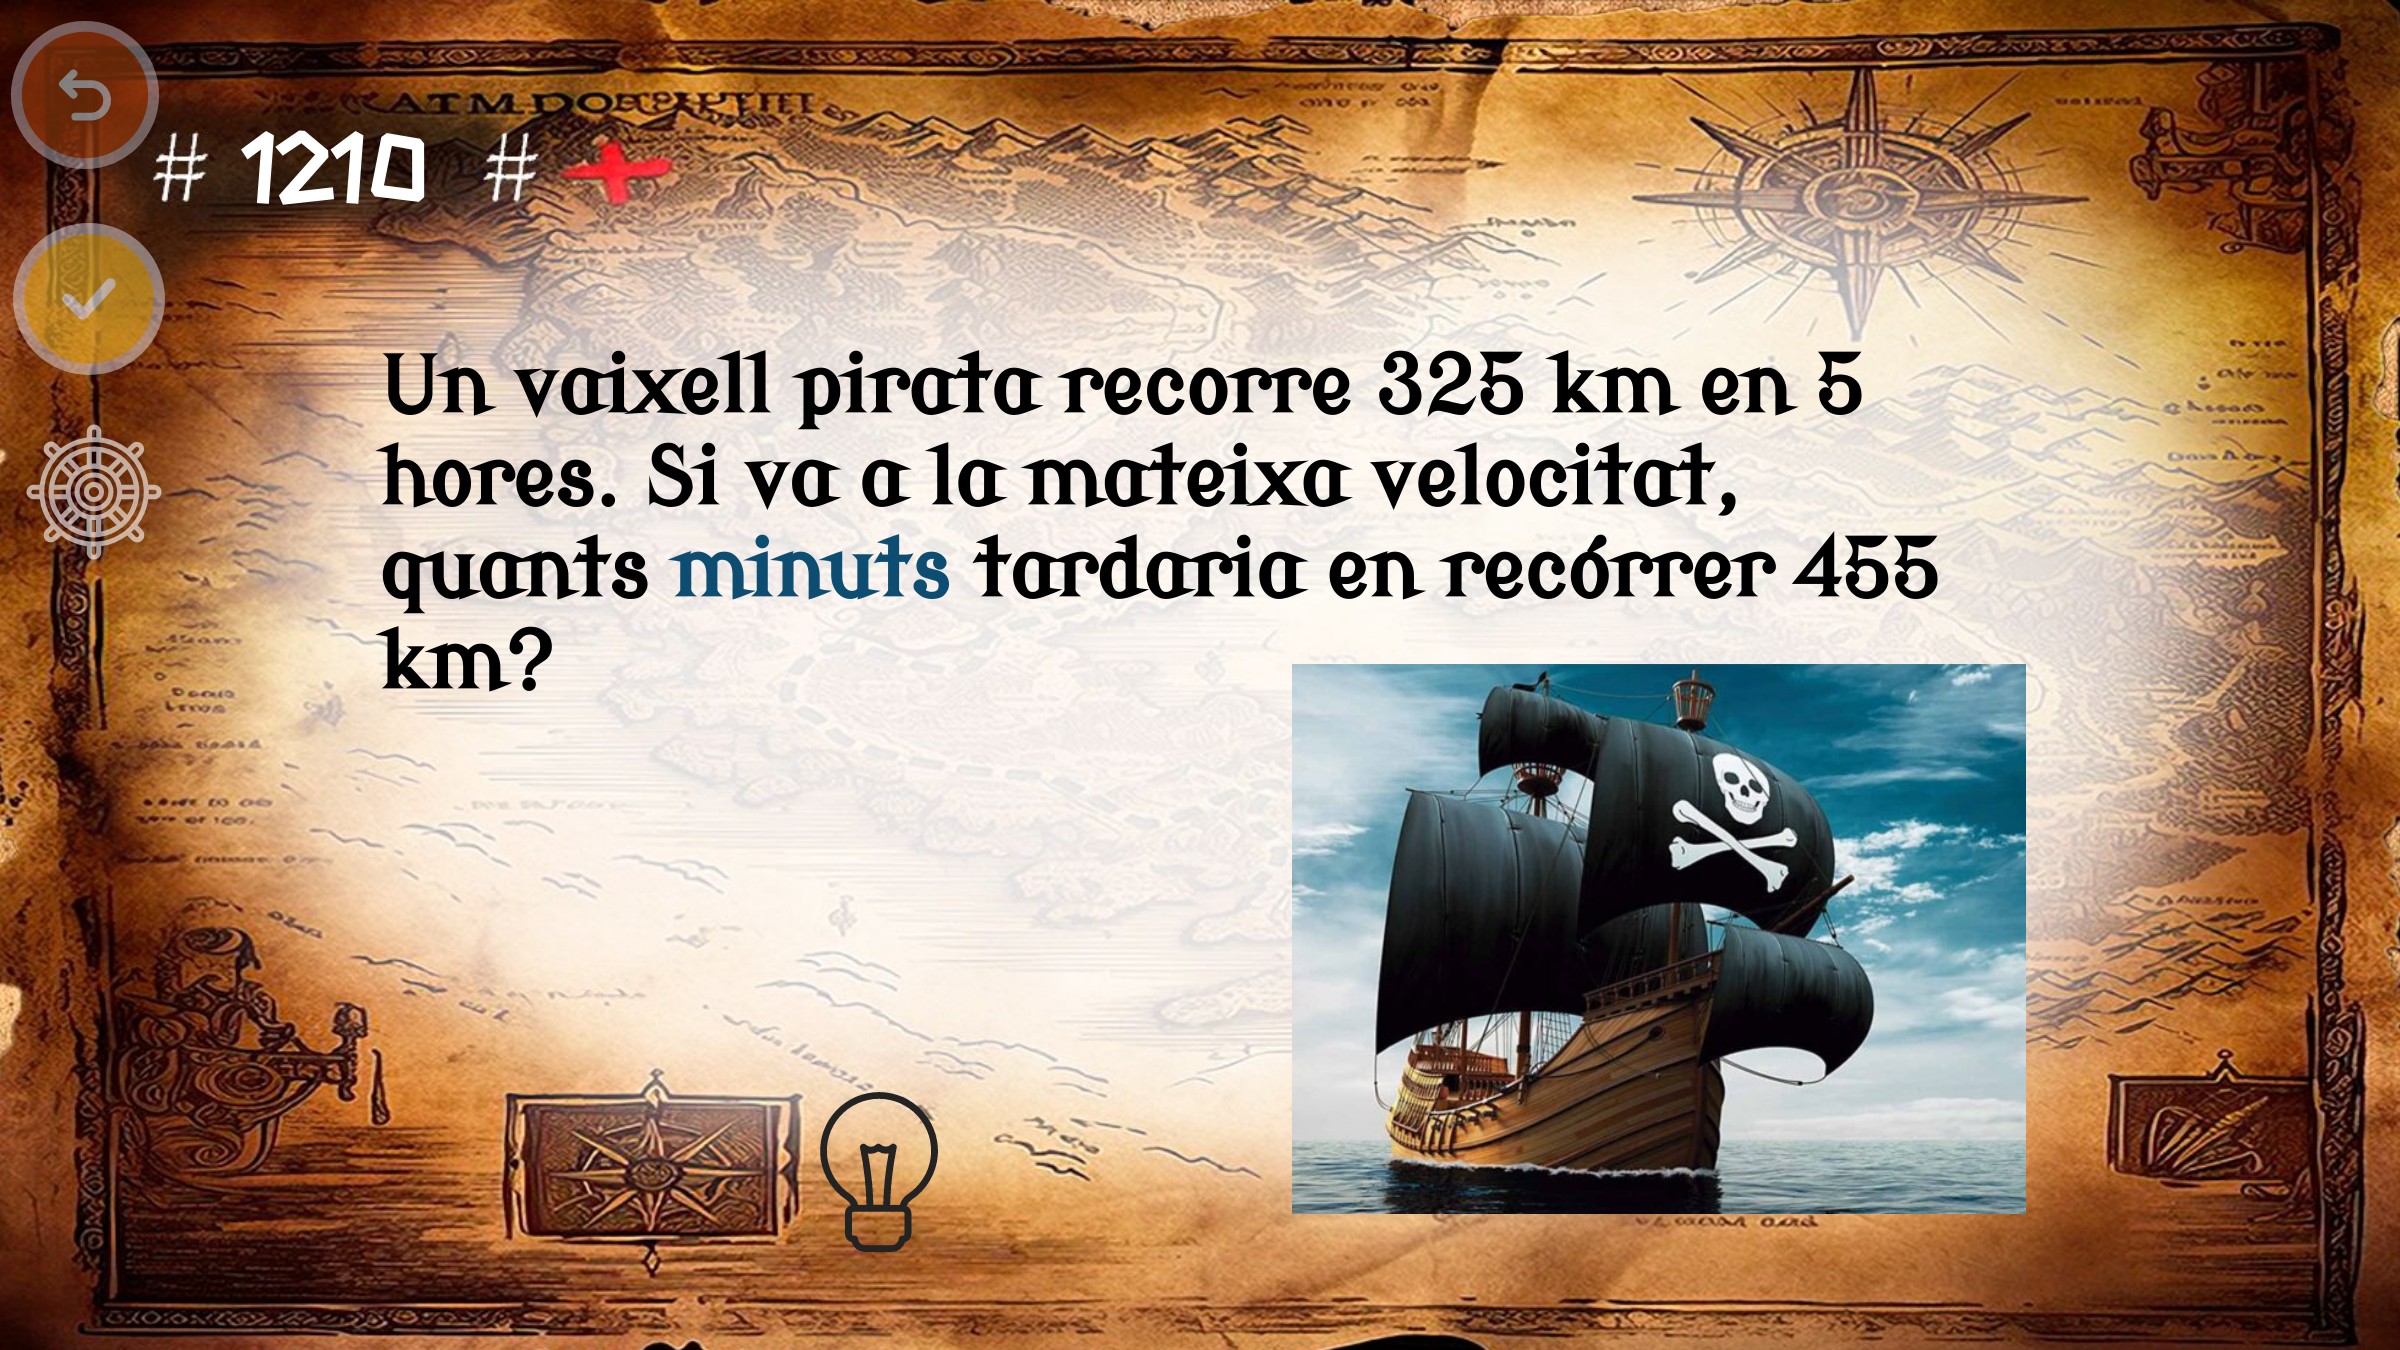 # 1210 #
Un vaixell pirata recorre 325 km en 5
hores. Si va a la mateixa velocitat,
quants minuts tardaria en recórrer 455
km?